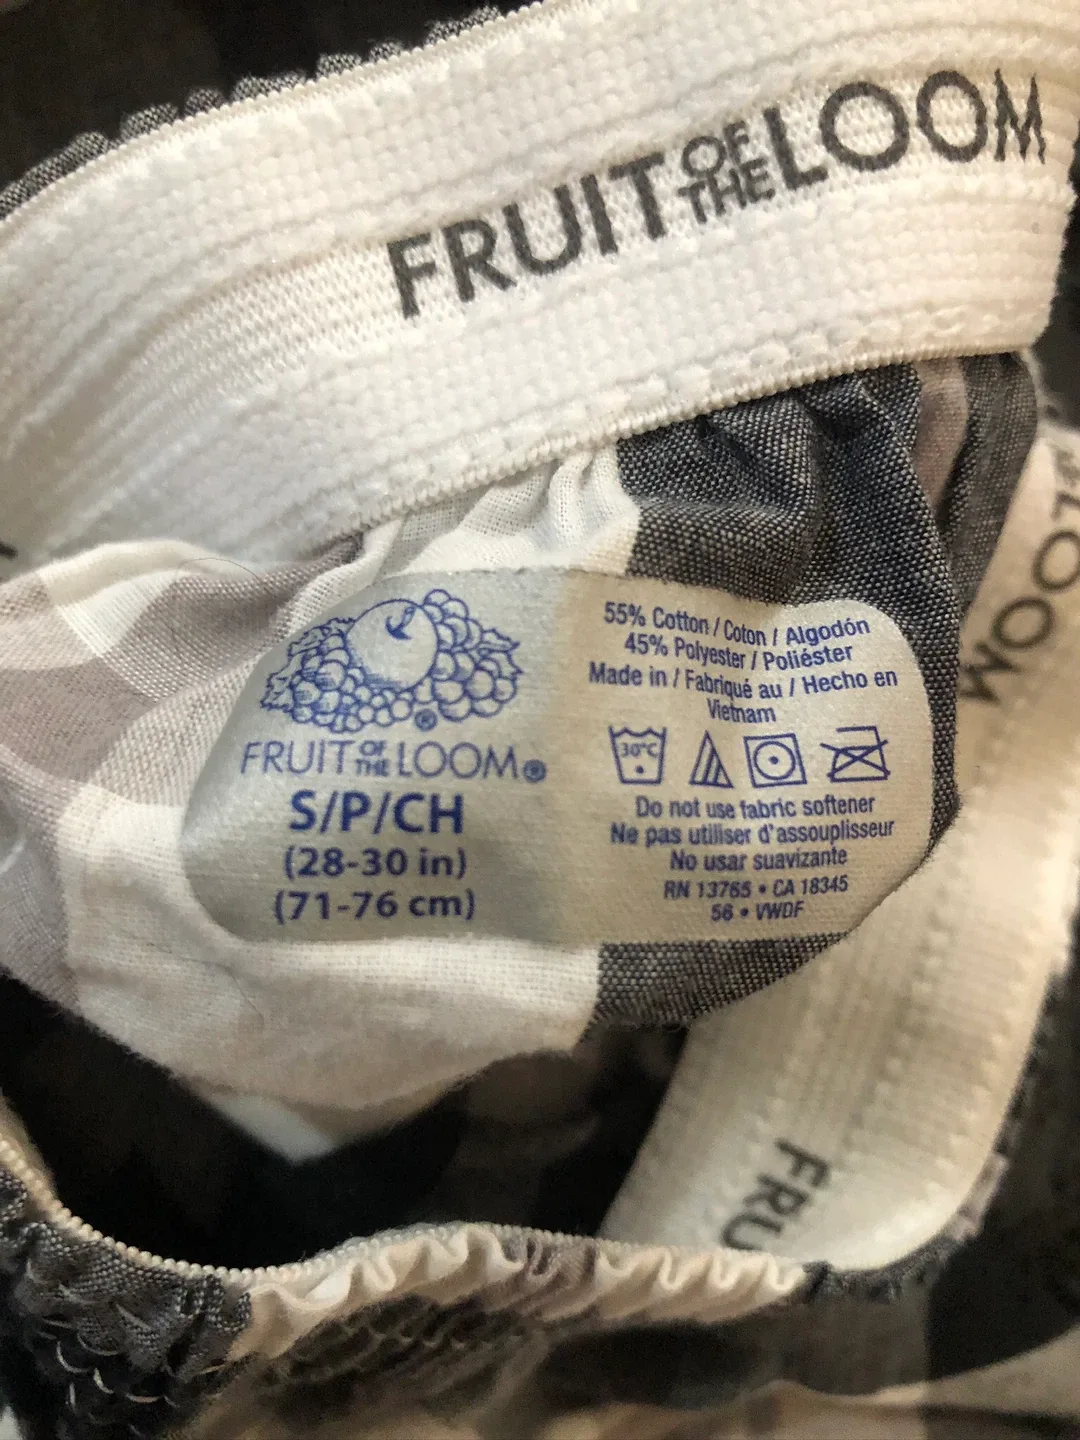 FRUIT OF THE LOOM
LOOM
FRUIT OF THE LOOM®
S/P/CH
(28-30 in)
(71-76 cm)
55% Cotton / Coton / Algodón
45% Polyester / Poliéster
Made in / Fabriqué au / Hecho en
Vietnam
30°C
Do not use fabric softener
Ne pas utiliser d'assouplisseur
No usar suavizante
RN 13765 • CA 18345
56 • VWDF
FRU